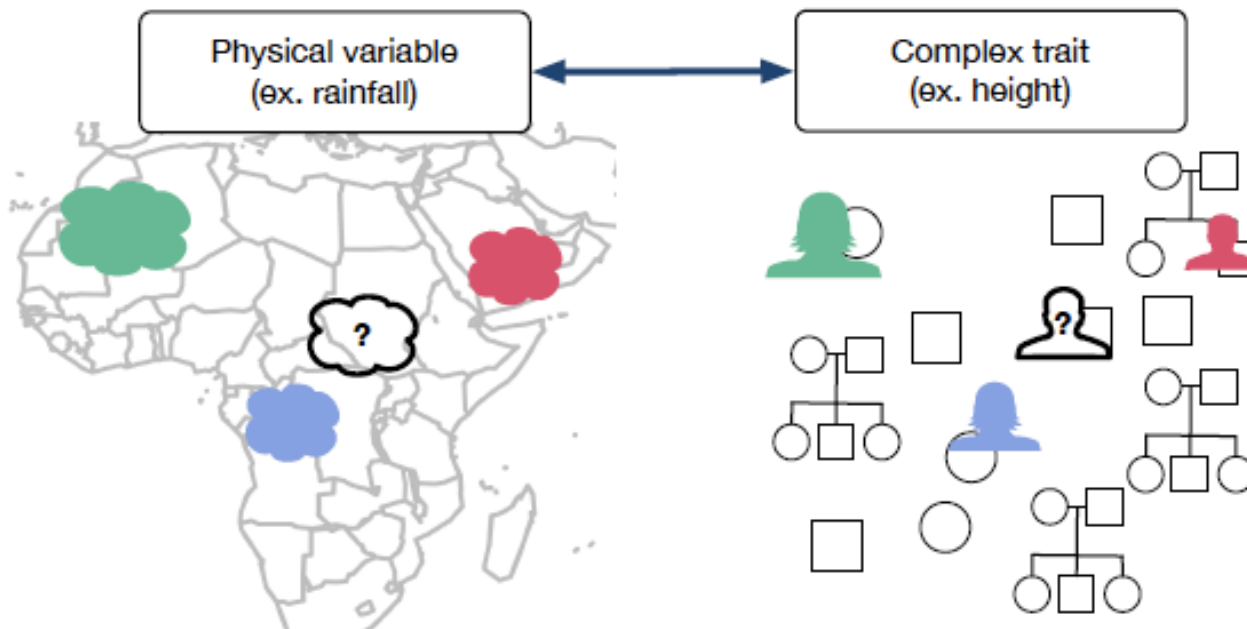 Physical variable
(ex. rainfall)
Complex trait
(ex. height)
?
?